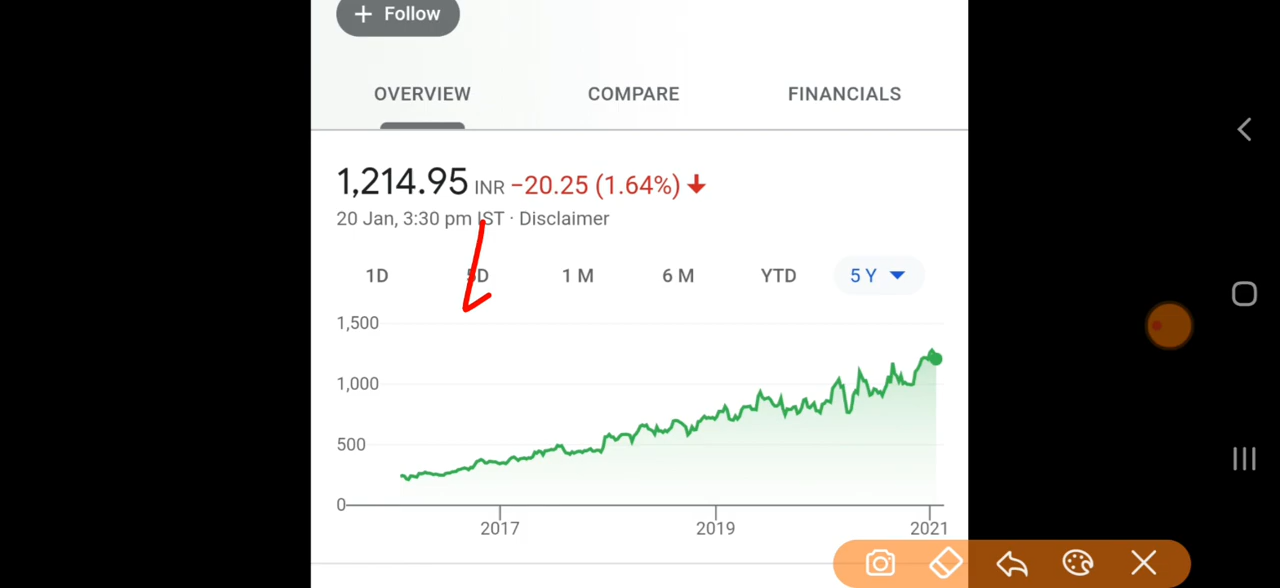 + Follow
OVERVIEW COMPARE FINANCIALS
1,214.95 INR −20.25 (1.64%)
20 Jan, 3:30 pm IST · Disclaimer
1D 5D 1 M 6 M YTD 5 Y
1,500
1,000
500
0
2017 2019 2021